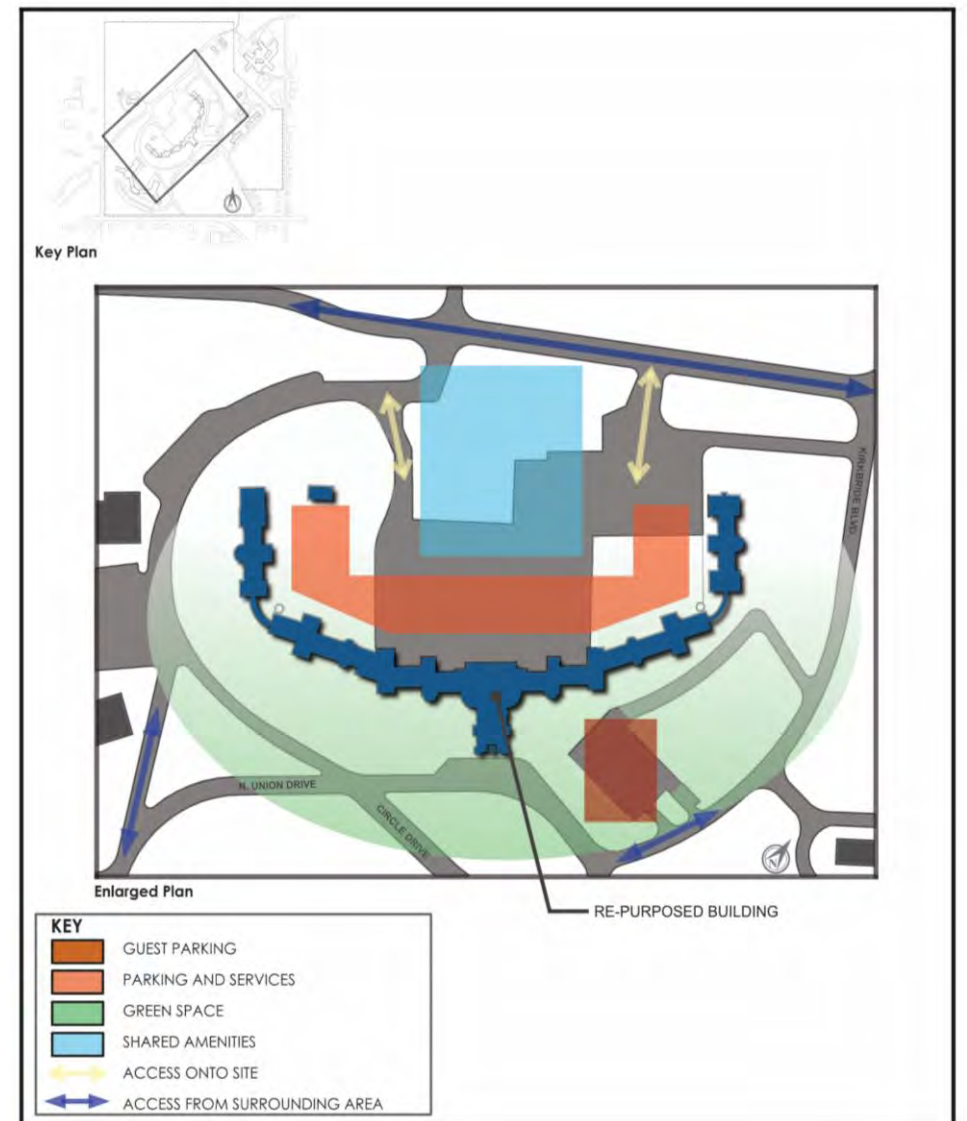 Key Plan
KIRKBRIDE BLVD.
N. UNION DRIVE
CIRCLE DRIVE
N
Enlarged Plan
RE-PURPOSED BUILDING
KEY
GUEST PARKING
PARKING AND SERVICES
GREEN SPACE
SHARED AMENITIES
ACCESS ONTO SITE
ACCESS FROM SURROUNDING AREA